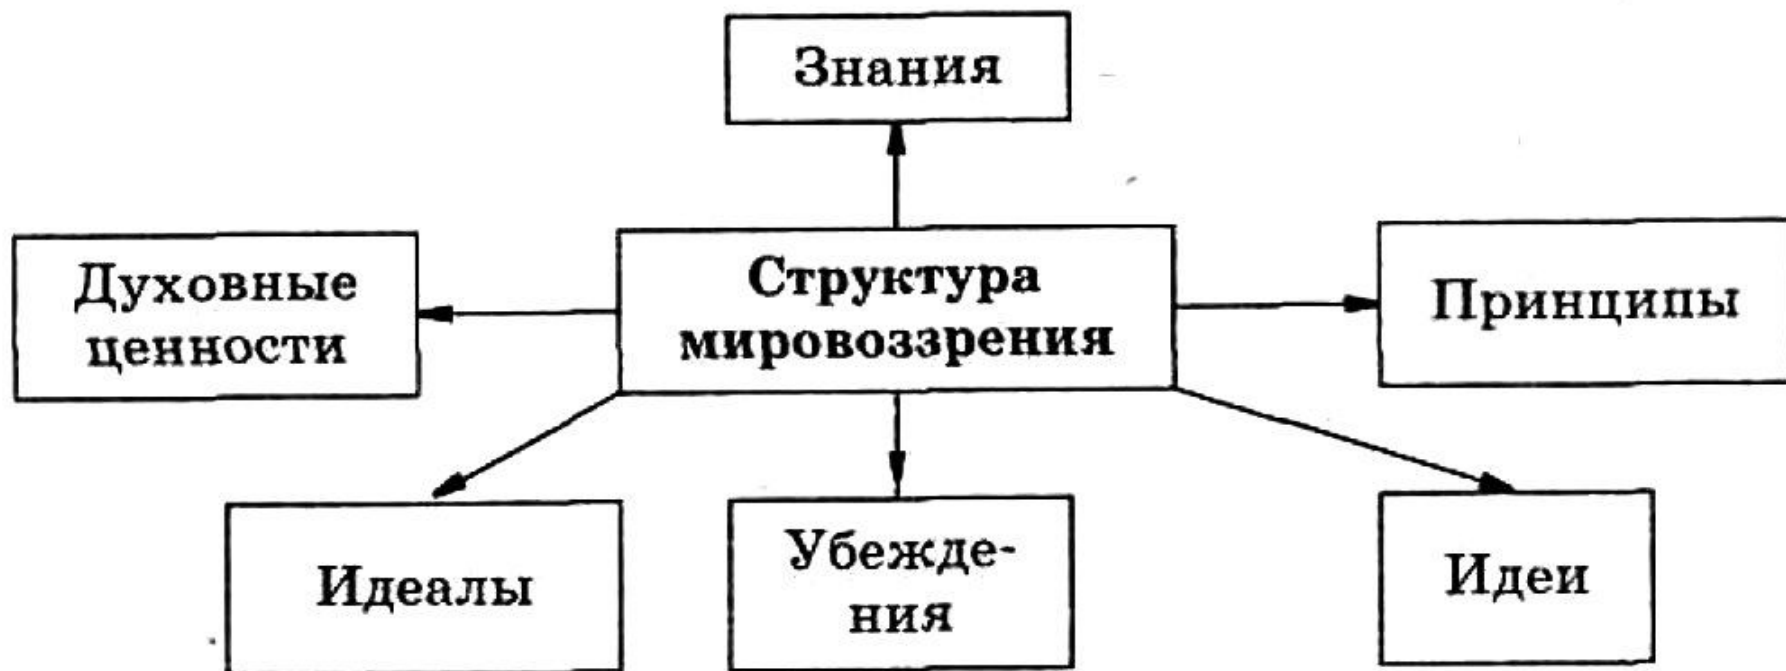 Знания
Духовные
ценности
Структура
мировоззрения
Принципы
Идеалы
Убежде-
ния
Идеи